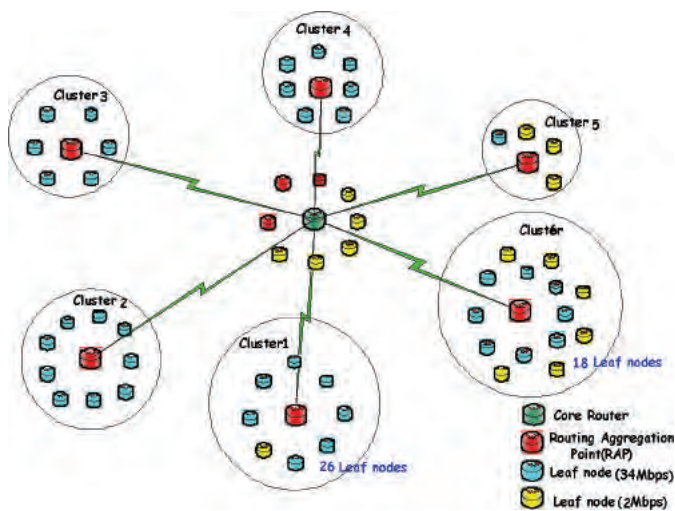 Cluster 4
Cluster 3
Cluster 5
Cluster 2
Cluster1
Clust6r
26 Leaf nodes
18 Leaf nodes
Core Router
Routing Aggregation
Point(RAP)
Leaf node (34Mbps)
Leaf node (2Mbps)